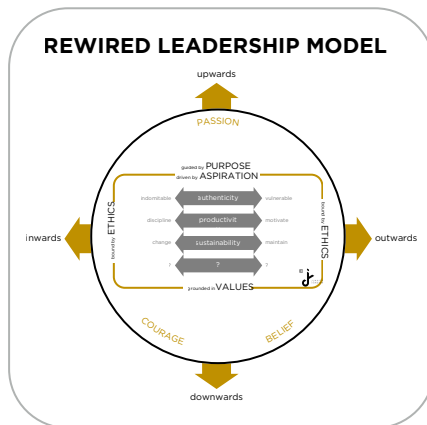 REWIRED LEADERSHIP MODEL
upwards
PASSION
guided by PURPOSE
driven by ASPIRATION
indomitable authenticity vulnerable
discipline productivit motivate
change sustainability maintain
? ? ?
bound by ETHICS
bound by ETHICS
inwards
outwards
grounded in VALUES
COURAGE
BELIEF
downwards